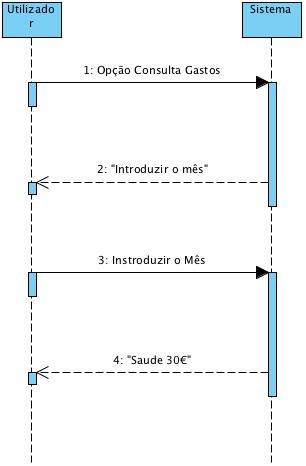 Utilizado
r
Sistema
1: Opção Consulta Gastos
2: "Introduzir o mês"
3: Instroduzir o Mês
4: "Saude 30€"